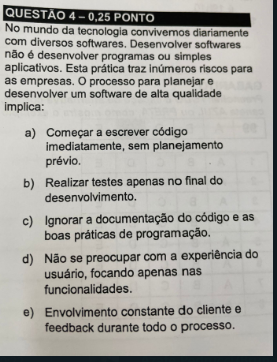 QUESTÃO 4 – 0,25 PONTO
No mundo da tecnologia convivemos diariamente
com diversos softwares. Desenvolver softwares
não é desenvolver programas ou simples
aplicativos. Esta prática traz inúmeros riscos para
as empresas. O processo para planejar e
desenvolver um software de alta qualidade
implica:
a) Começar a escrever código
imediatamente, sem planejamento
prévio.
b) Realizar testes apenas no final do
desenvolvimento.
c) Ignorar a documentação do código e as
boas práticas de programação.
d) Não se preocupar com a experiência do
usuário, focando apenas nas
funcionalidades.
e) Envolvimento constante do cliente e
feedback durante todo o processo.